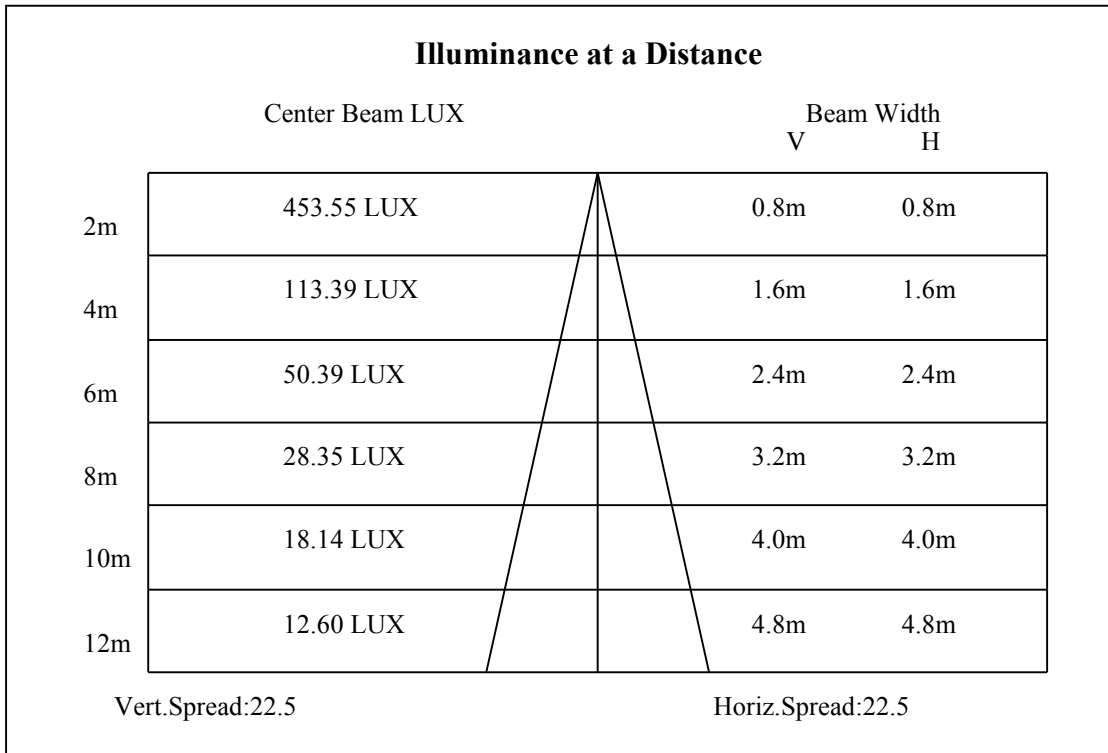 Illuminance at a Distance
Center Beam LUX Beam Width
V H
2m 453.55 LUX 0.8m 0.8m
4m 113.39 LUX 1.6m 1.6m
6m 50.39 LUX 2.4m 2.4m
8m 28.35 LUX 3.2m 3.2m
10m 18.14 LUX 4.0m 4.0m
12m 12.60 LUX 4.8m 4.8m
Vert.Spread:22.5 Horiz.Spread:22.5